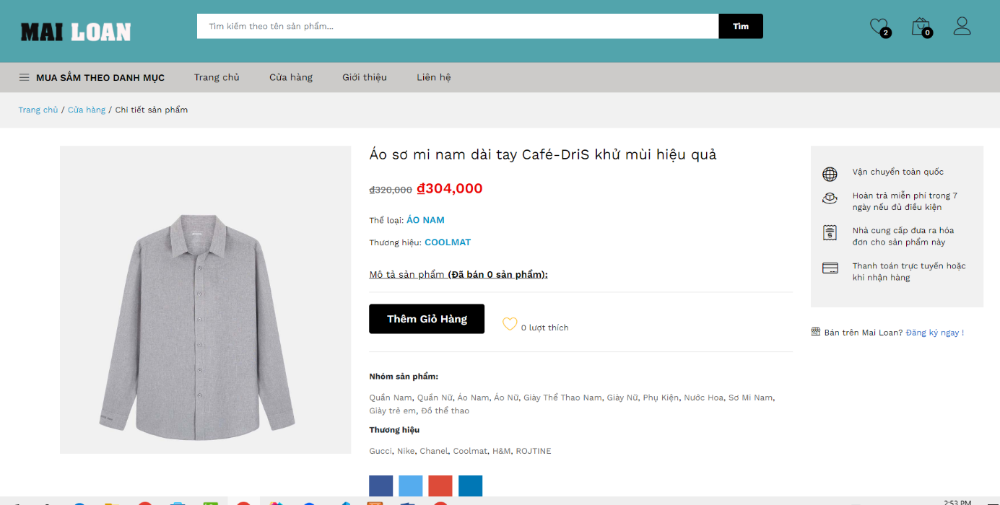 MAI LOAN
Tìm kiếm theo tên sản phẩm...
Tìm
2
0
MUA SẮM THEO DANH MỤC
Trang chủ
Cửa hàng
Giới thiệu
Liên hệ
Trang chủ / Cửa hàng / Chi tiết sản phẩm
Áo sơ mi nam dài tay Café-DriS khử mùi hiệu quả
₫320,000 ₫304,000
Thể loại: ÁO NAM
Thương hiệu: COOLMAT
Mô tả sản phẩm (Đã bán 0 sản phẩm):
Thêm Giỏ Hàng
0 lượt thích
Nhóm sản phẩm:
Quần Nam, Quần Nữ, Áo Nam, Áo Nữ, Giày Thể Thao Nam, Giày Nữ, Phụ Kiện, Nước Hoa, Sơ Mi Nam,
Giày trẻ em, Đồ thể thao
Thương hiệu
Gucci, Nike, Chanel, Coolmat, H&M, ROJTINE
Vận chuyển toàn quốc
Hoàn trả miễn phí trong 7
ngày nếu đủ điều kiện
Nhà cung cấp đưa ra hóa
đơn cho sản phẩm này
Thanh toán trực tuyến hoặc
khi nhận hàng
Bán trên Mai Loan? Đăng ký ngay !
2:53 PM